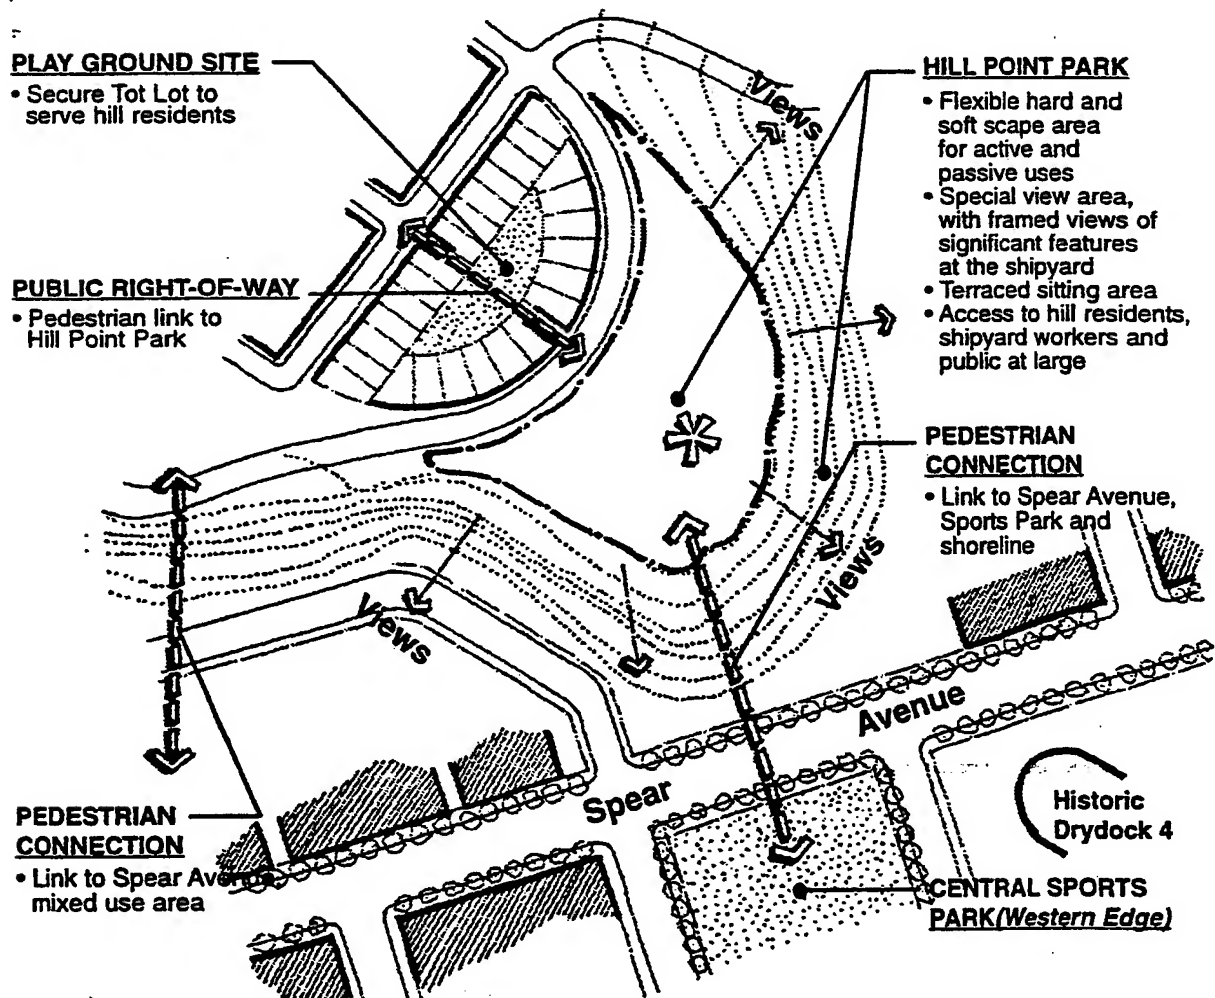 PLAY GROUND SITE
• Secure Tot Lot to
serve hill residents
PUBLIC RIGHT-OF-WAY
• Pedestrian link to
Hill Point Park
HILL POINT PARK
• Flexible hard and
soft scape area
for active and
passive uses
• Special view area,
with framed views of
significant features
at the shipyard
• Terraced sitting area
• Access to hill residents,
shipyard workers and
public at large
PEDESTRIAN
CONNECTION
• Link to Spear Avenue,
Sports Park and
shoreline
Views
Views
Views
Spear Avenue
Historic
Drydock 4
PEDESTRIAN
CONNECTION
• Link to Spear Avenue
mixed use area
CENTRAL SPORTS
PARK (Western Edge)